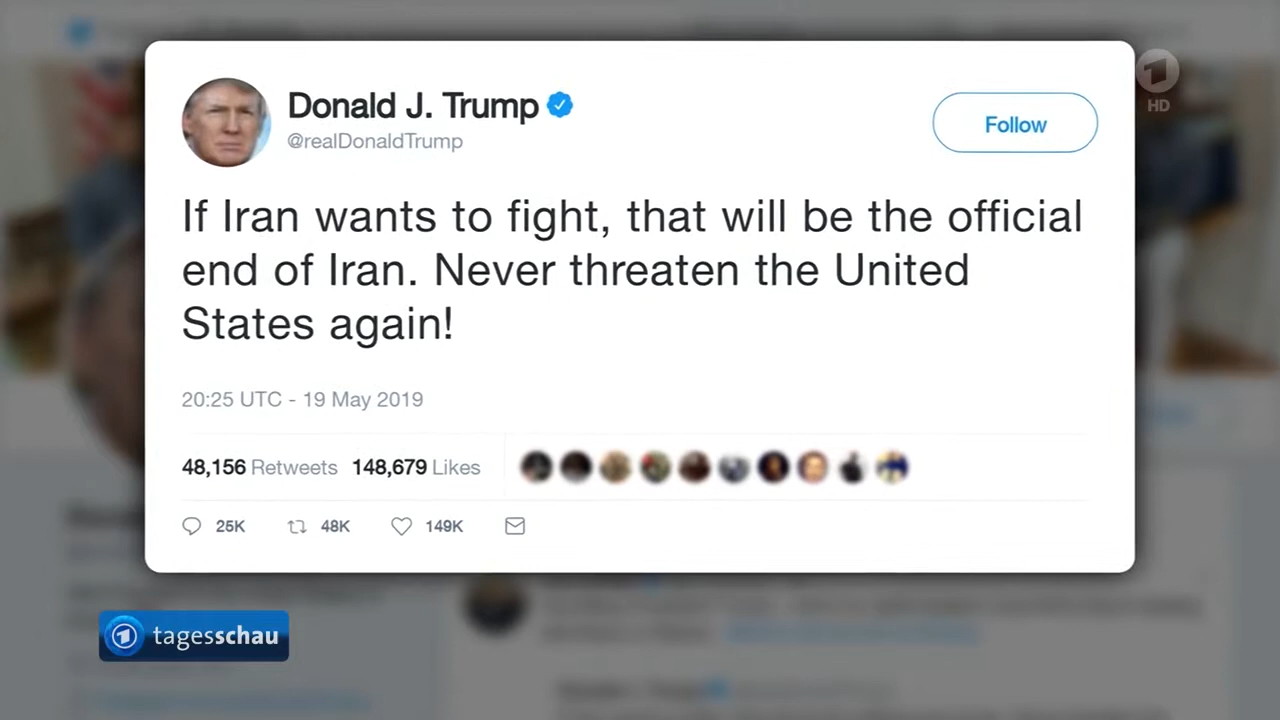 Donald J. Trump
@realDonaldTrump
Follow
HD
If Iran wants to fight, that will be the official
end of Iran. Never threaten the United
States again!
20:25 UTC - 19 May 2019
48,156 Retweets 148,679 Likes
25K 48K 149K
tagesschau